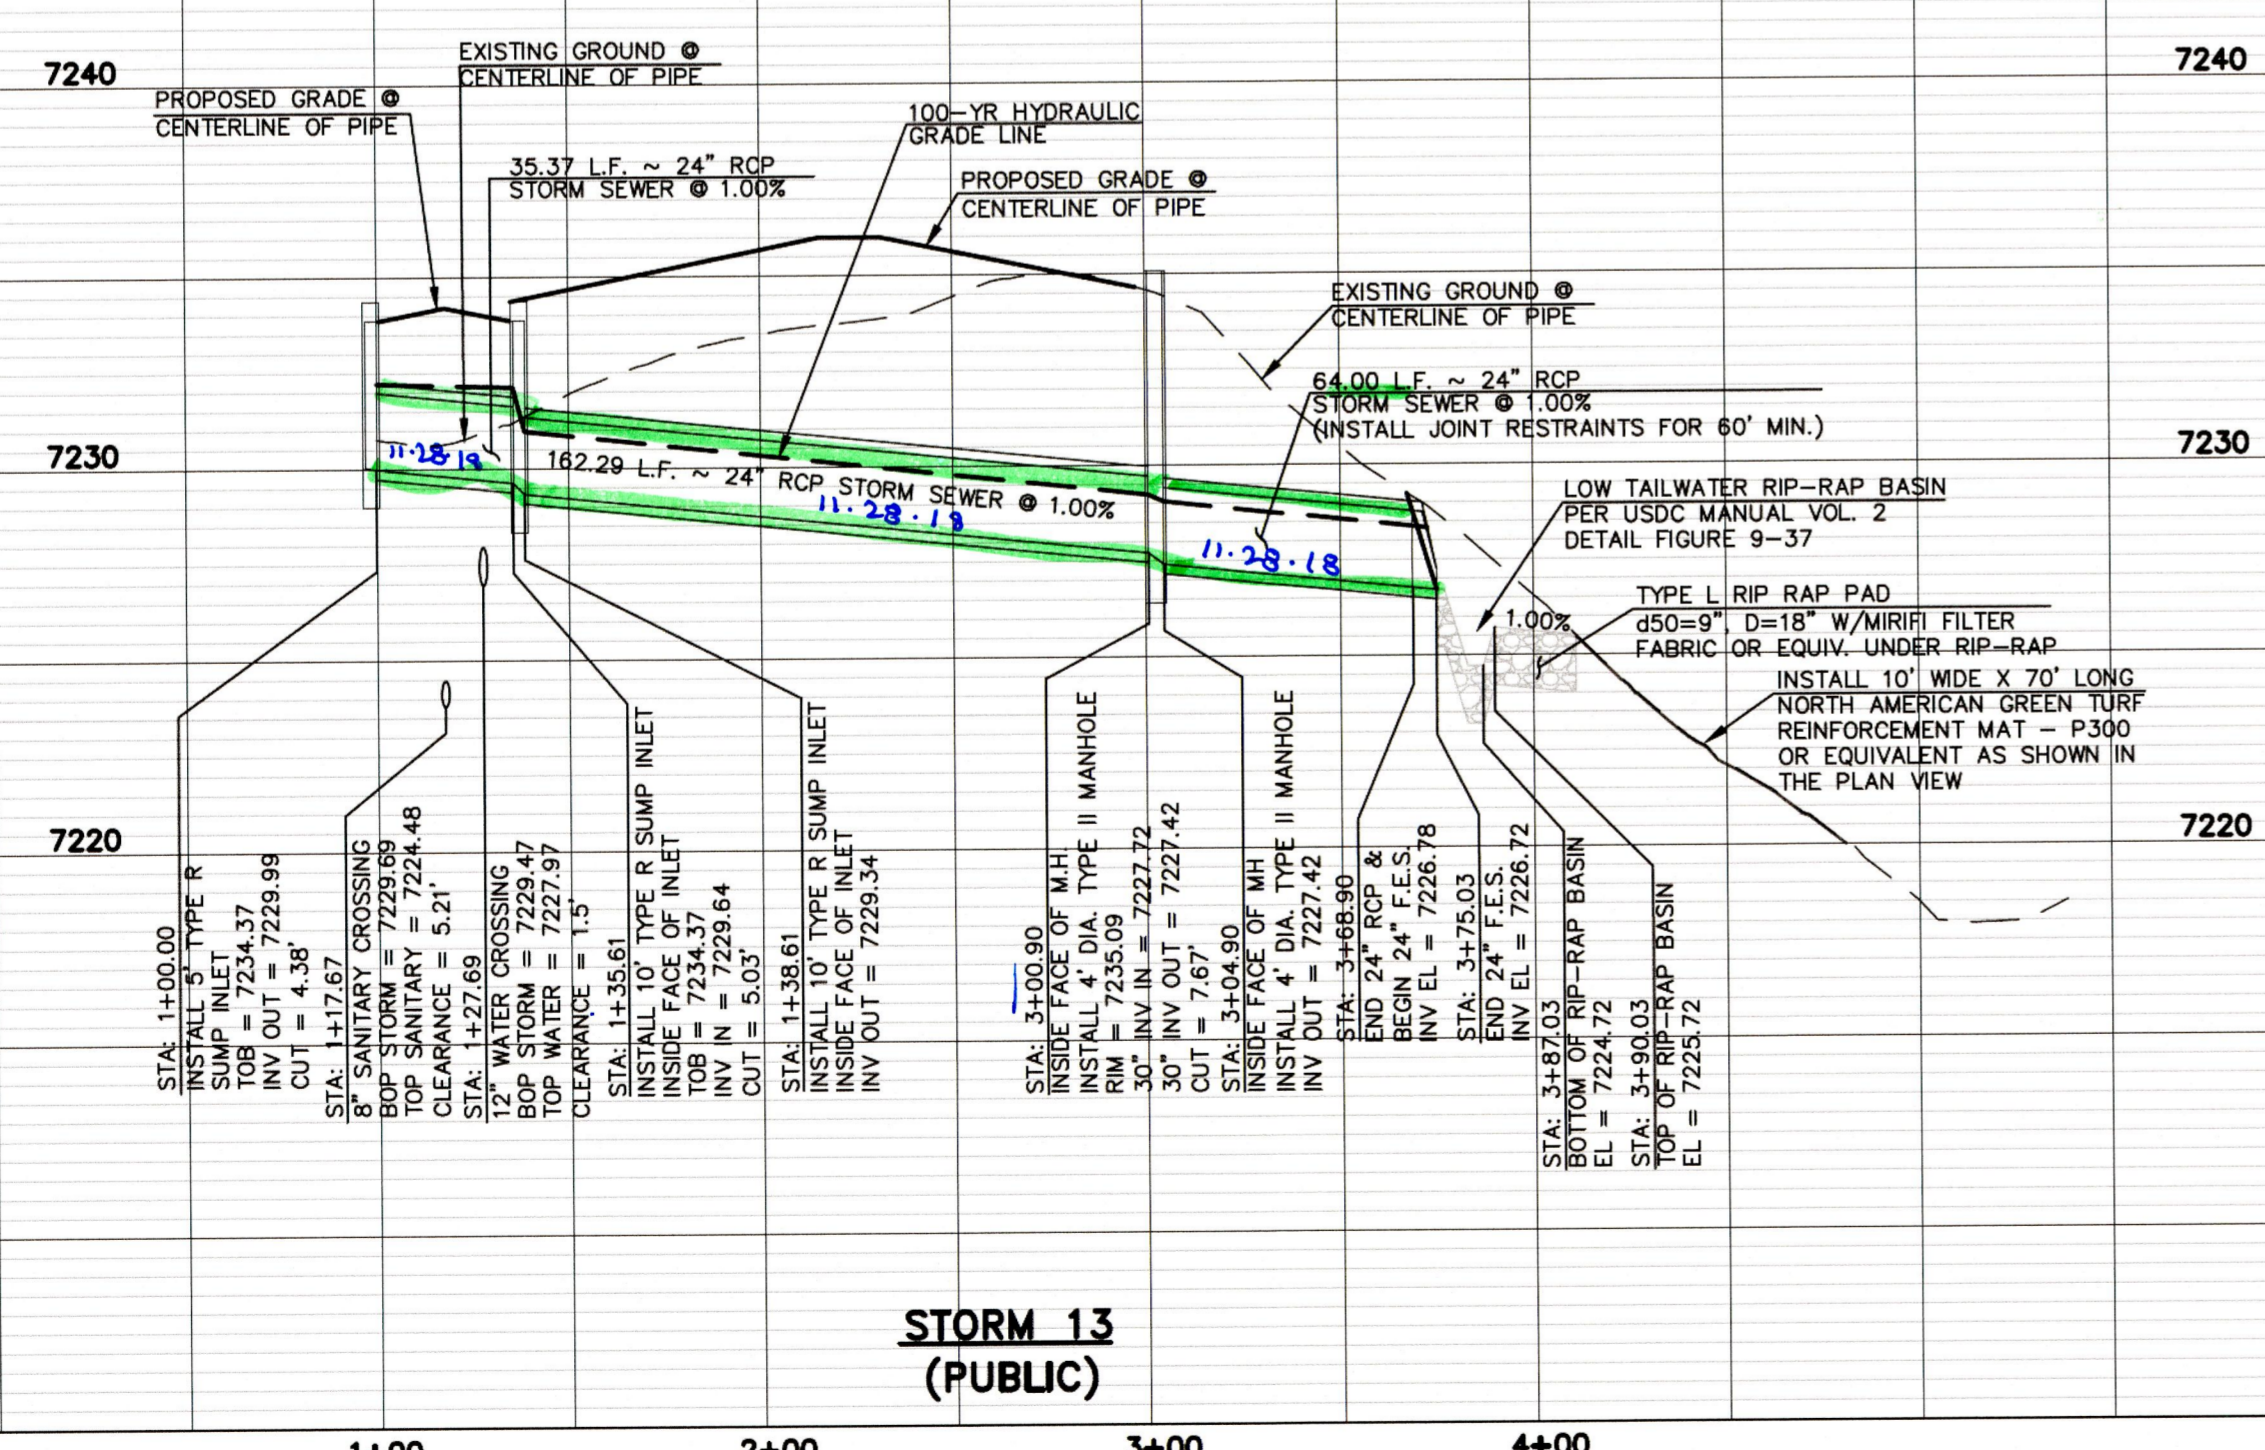 7240
7240
EXISTING GROUND @
CENTERLINE OF PIPE
PROPOSED GRADE @
CENTERLINE OF PIPE
100-YR HYDRAULIC
GRADE LINE
35.37 L.F. ~ 24" RCP
STORM SEWER @ 1.00%
PROPOSED GRADE @
CENTERLINE OF PIPE
EXISTING GROUND @
CENTERLINE OF PIPE
64.00 L.F. ~ 24" RCP
STORM SEWER @ 1.00%
(INSTALL JOINT RESTRAINTS FOR 60' MIN.)
7230
7230
11.28.18
162.29 L.F. ~ 24" RCP STORM SEWER @ 1.00%
11.28.18
11.28.18
LOW TAILWATER RIP-RAP BASIN
PER USDC MANUAL VOL. 2
DETAIL FIGURE 9-37
1.00%
TYPE L RIP RAP PAD
d50=9", D=18" W/MIRIFI FILTER
FABRIC OR EQUIV. UNDER RIP-RAP
INSTALL 10' WIDE X 70' LONG
NORTH AMERICAN GREEN TURF
REINFORCEMENT MAT - P300
OR EQUIVALENT AS SHOWN IN
THE PLAN VIEW
7220
7220
STA: 1+00.00
INSTALL 5' TYPE R
SUMP INLET
TOB = 7234.37
INV OUT = 7229.99
CUT = 4.38'
STA: 1+17.67
8" SANITARY CROSSING
BOP STORM = 7229.69
TOP SANITARY = 7224.48
CLEARANCE = 5.21'
STA: 1+27.69
12" WATER CROSSING
BOP STORM = 7229.47
TOP WATER = 7227.97
CLEARANCE = 1.5'
STA: 1+35.61
INSTALL 10' TYPE R SUMP INLET
INSIDE FACE OF INLET
TOB = 7234.37
INV IN = 7229.64
CUT = 5.03'
STA: 1+38.61
INSTALL 10' TYPE R SUMP INLET
INSIDE FACE OF INLET
INV OUT = 7229.34
STA: 3+00.90
INSIDE FACE OF M.H.
INSTALL 4' DIA. TYPE II MANHOLE
RIM = 7235.09
30" INV IN = 7227.72
30" INV OUT = 7227.42
CUT = 7.67'
STA: 3+04.90
INSIDE FACE OF MH
INSTALL 4' DIA. TYPE II MANHOLE
INV OUT = 7227.42
STA: 3+68.90
END 24" RCP &
BEGIN 24" F.E.S.
INV EL = 7226.78
STA: 3+75.03
END 24" F.E.S.
INV EL = 7226.72
STA: 3+87.03
BOTTOM OF RIP-RAP BASIN
EL = 7224.72
STA: 3+90.03
TOP OF RIP-RAP BASIN
EL = 7225.72
STORM 13
(PUBLIC)
1+00
2+00
3+00
4+00